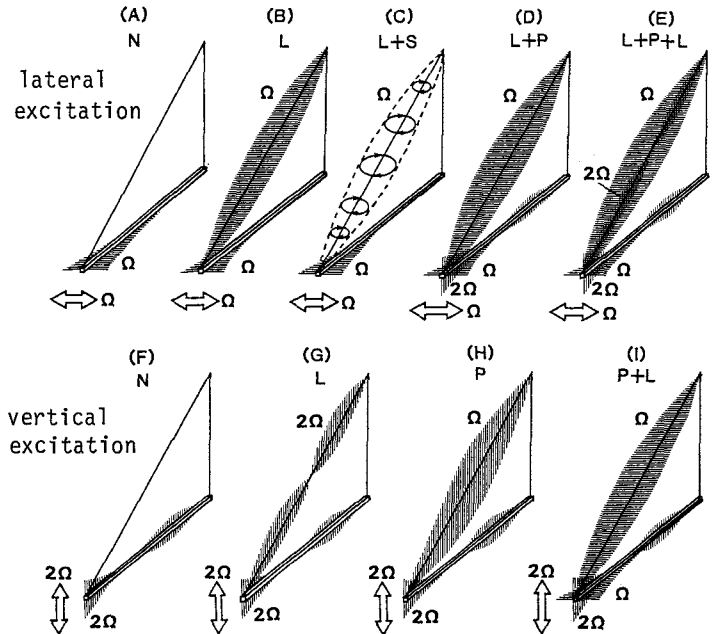 (A) (B) (C) (D) (E)
N L L+S L+P L+P+L
lateral
excitation
Ω Ω Ω Ω
2Ω
Ω Ω Ω Ω Ω
2Ω 2Ω
Ω Ω Ω Ω Ω
(F) (G) (H) (I)
N L P P+L
vertical
excitation
2Ω Ω Ω
2Ω 2Ω 2Ω 2Ω
Ω
2Ω 2Ω 2Ω 2Ω